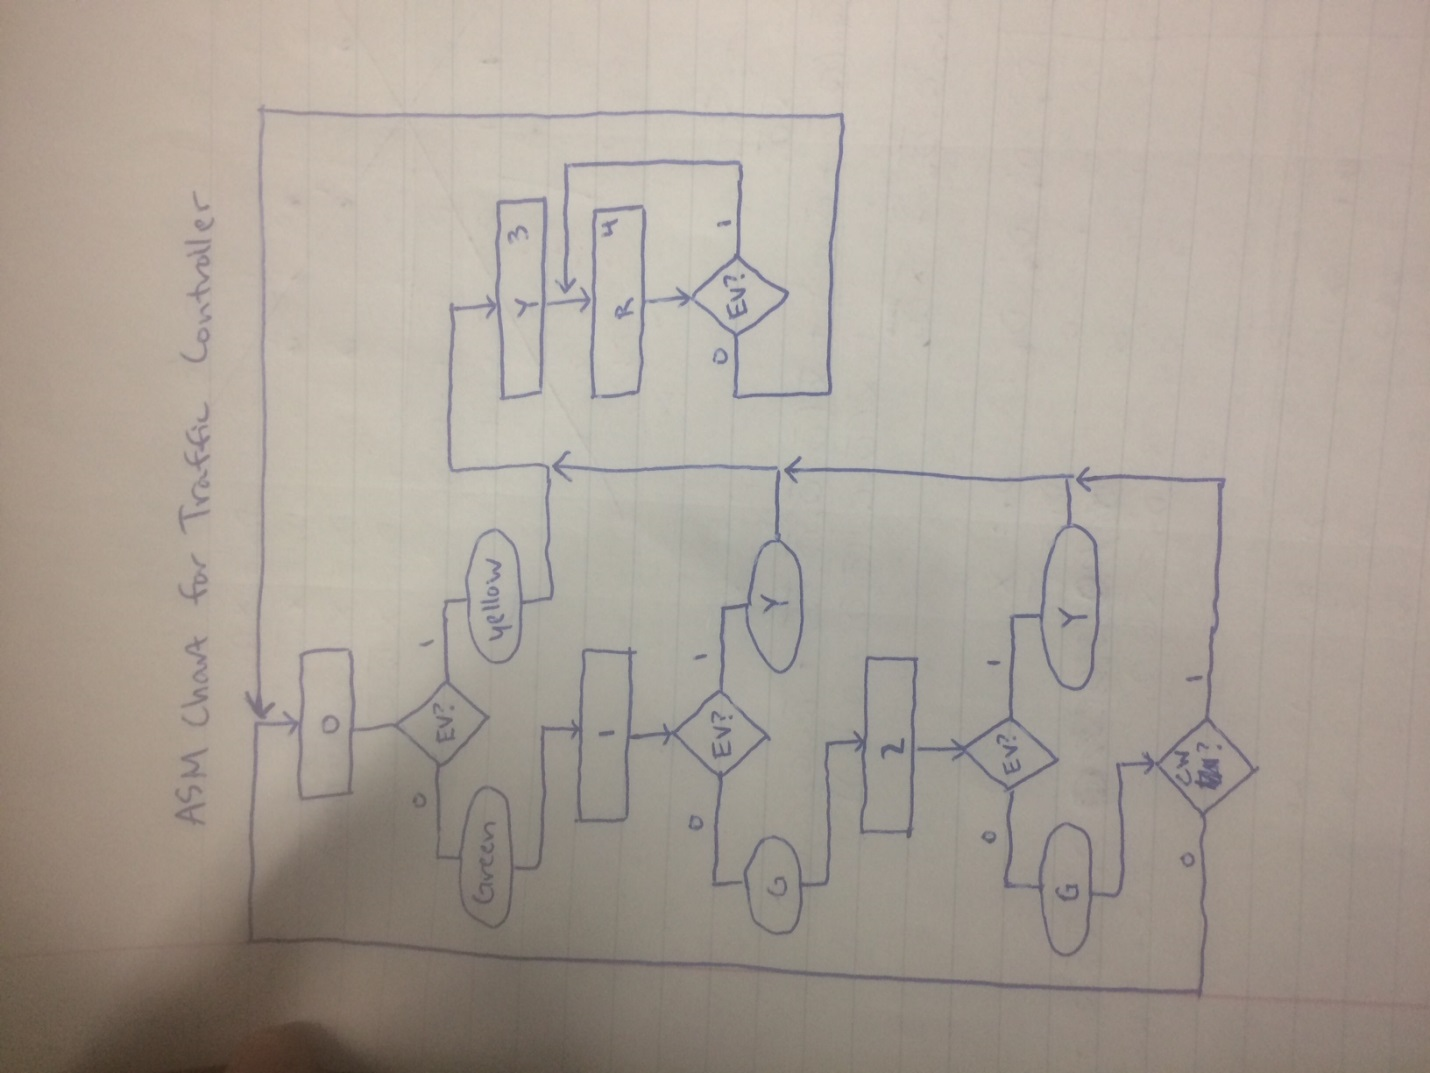 ASM Chart for Traffic Controller
0
EV?
0
1
Green
yellow
1
EV?
0
1
G
Y
2
EV?
0
1
G
Y
CW
?
0
1
Y 3
R 4
EV?
0
1